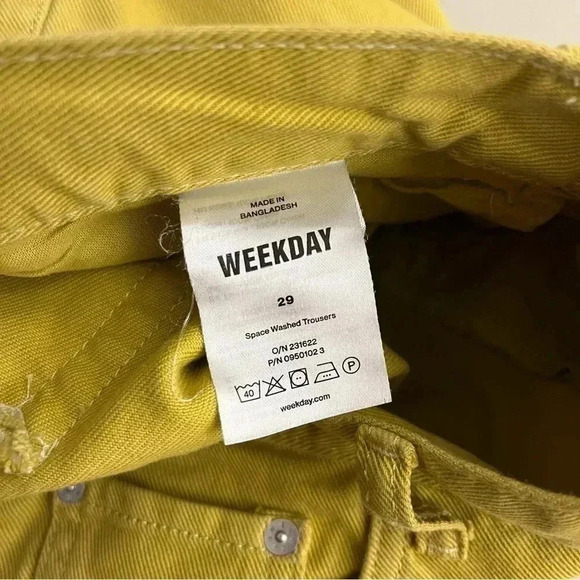 MADE IN
BANGLADESH
WEEKDAY
29
Space Washed Trousers
O/N 231622
P/N 0950102 3
40 P
weekday.com